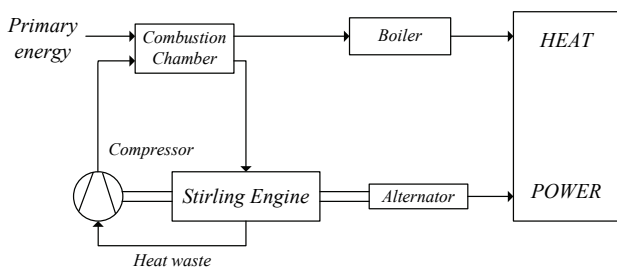 Primary
energy
Combustion
Chamber
Boiler
HEAT
Compressor
Stirling Engine
Alternator
POWER
Heat waste